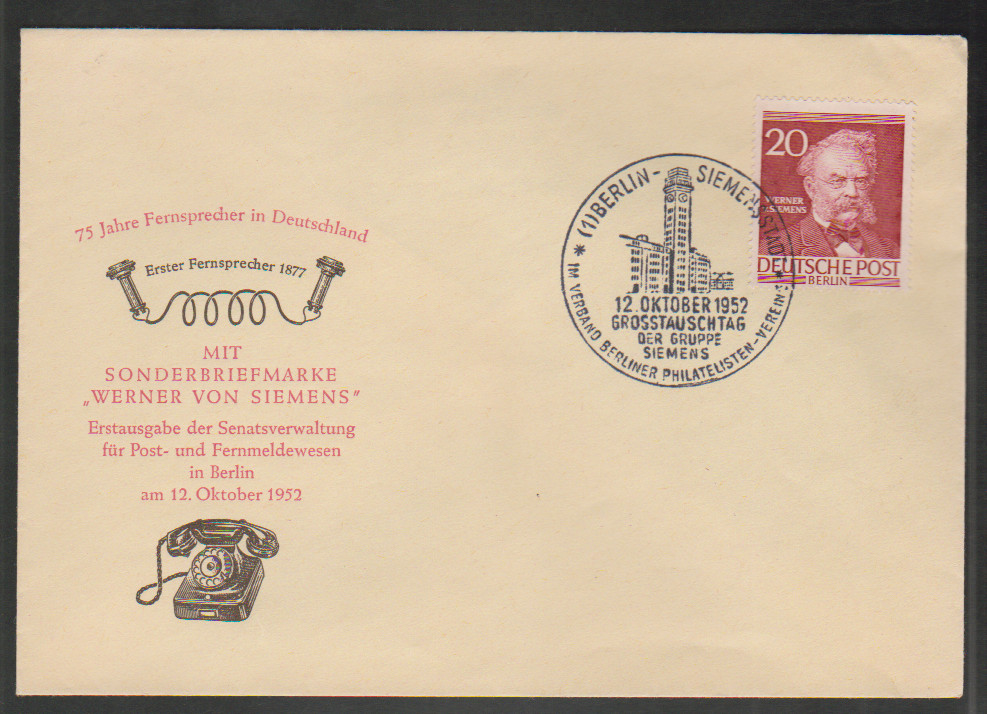 75 Jahre Fernsprecher in Deutschland
Erster Fernsprecher 1877
MIT
SONDERBRIEFMARKE
„WERNER VON SIEMENS"
Erstausgabe der Senatsverwaltung
für Post- und Fernmeldewesen
in Berlin
am 12. Oktober 1952
* (1) BERLIN - SIEMENSSTADT *
12. OKTOBER 1952
GROSSTAUSCHTAG
DER GRUPPE
SIEMENS
IM VERBAND BERLINER PHILATELISTEN-VEREINE
20
WERNER
v. SIEMENS
DEUTSCHE POST
BERLIN